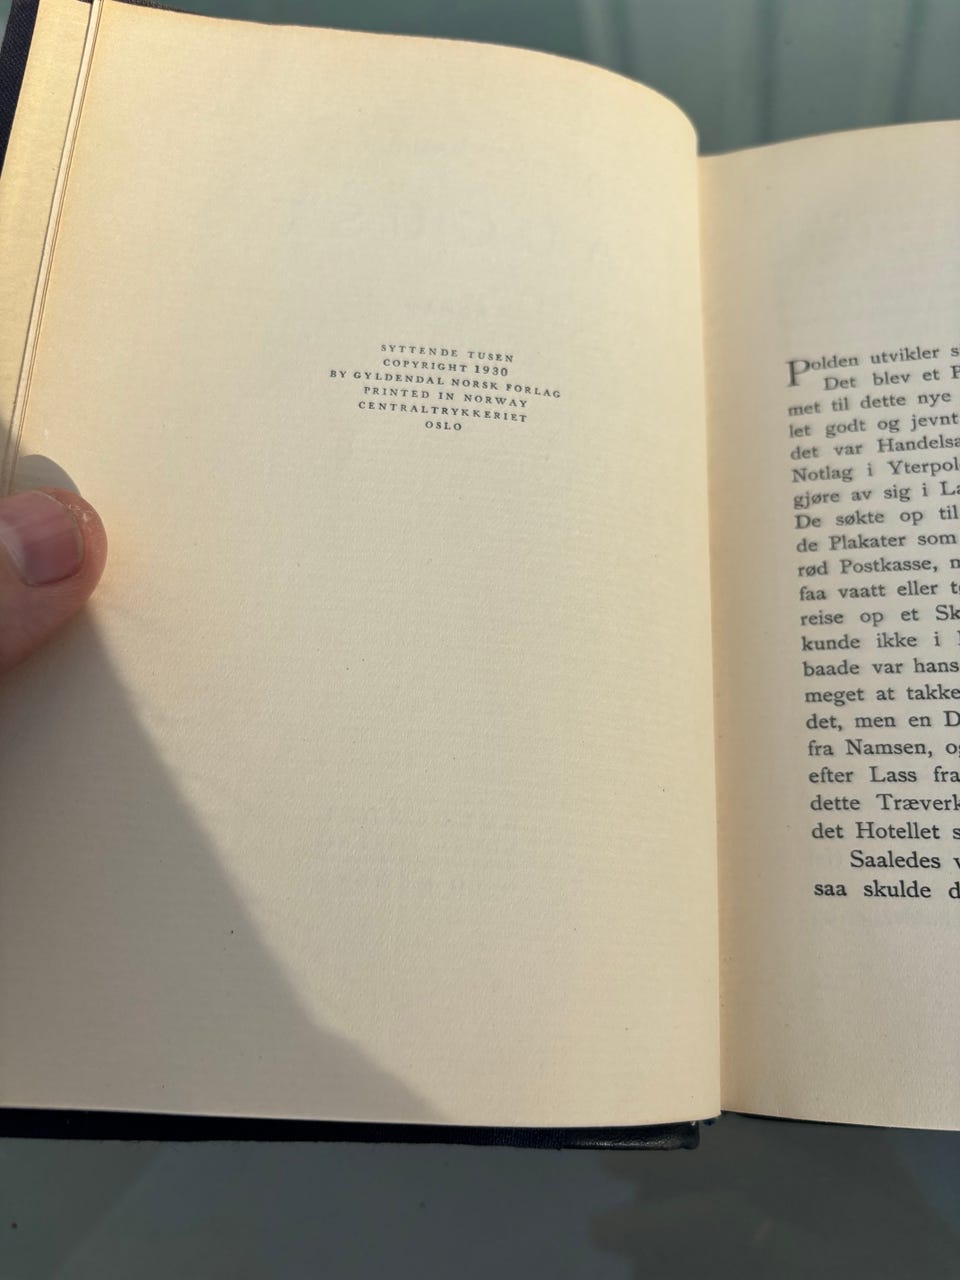 SYTTENDE TUSEN
COPYRIGHT 1930
BY GYLDENDAL NORSK FORLAG
PRINTED IN NORWAY
CENTRALTRYKKERIET
OSLO
Polden utvikler
Det blev et
met til dette nye
let godt og jevnt
det var
Notlag i
gjøre av sig i
De søkte op til
de Plakater som
rød Postkasse,
faa vaatt eller
reise op et
kunde ikke i
baade var hans
meget at takke
det, men en
fra Namsen,
efter Lass fra
dette
det Hotellet
Saaledes
saa skulde